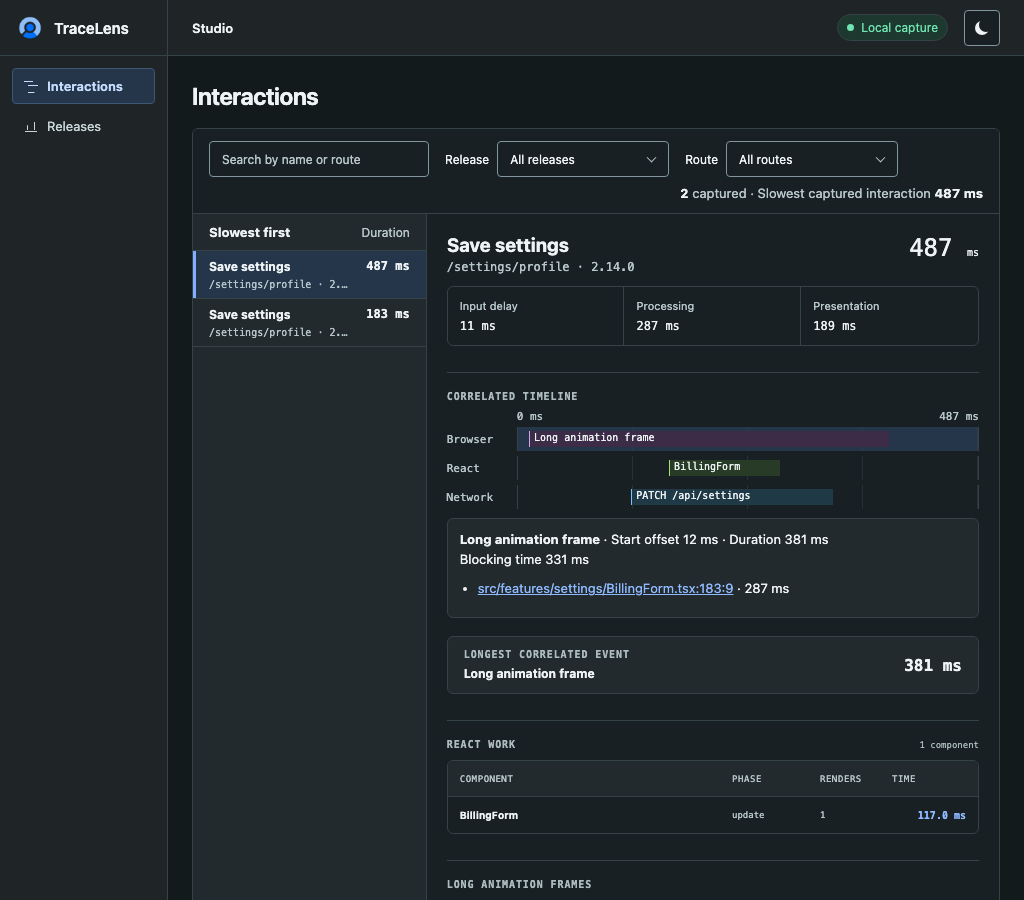 TraceLens
Studio
Local capture
Interactions
Releases
Interactions
Search by name or route
Release
All releases
Route
All routes
2 captured · Slowest captured interaction 487 ms
Slowest first
Duration
Save settings
487 ms
/settings/profile · 2.…
Save settings
183 ms
/settings/profile · 2.…
Save settings
487 ms
/settings/profile · 2.14.0
Input delay
11 ms
Processing
287 ms
Presentation
189 ms
CORRELATED TIMELINE
0 ms
487 ms
Browser
Long animation frame
React
BillingForm
Network
PATCH /api/settings
Long animation frame · Start offset 12 ms · Duration 381 ms
Blocking time 331 ms
• src/features/settings/BillingForm.tsx:183:9 · 287 ms
LONGEST CORRELATED EVENT
Long animation frame
381 ms
REACT WORK
1 component
COMPONENT
PHASE
RENDERS
TIME
BillingForm
update
1
117.0 ms
LONG ANIMATION FRAMES